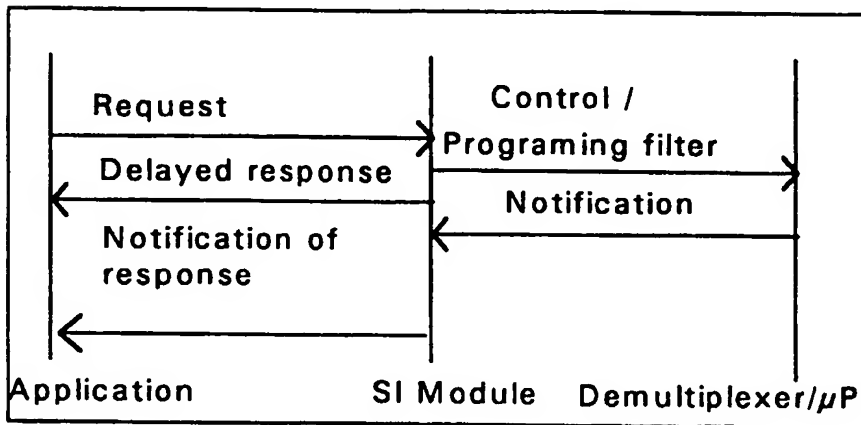 Request
Control /
Programing filter
Delayed response
Notification
Notification of
response
Application
SI Module
Demultiplexer/µP